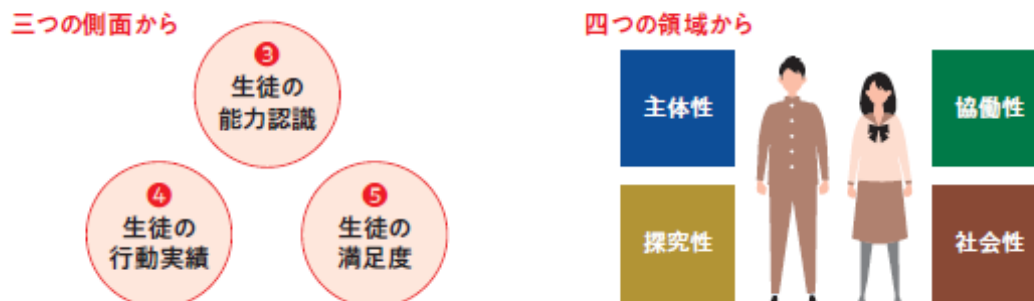 三つの側面から
❸
生徒の
能力認識
❹
生徒の
行動実績
❺
生徒の
満足度
四つの領域から
主体性
協働性
探究性
社会性